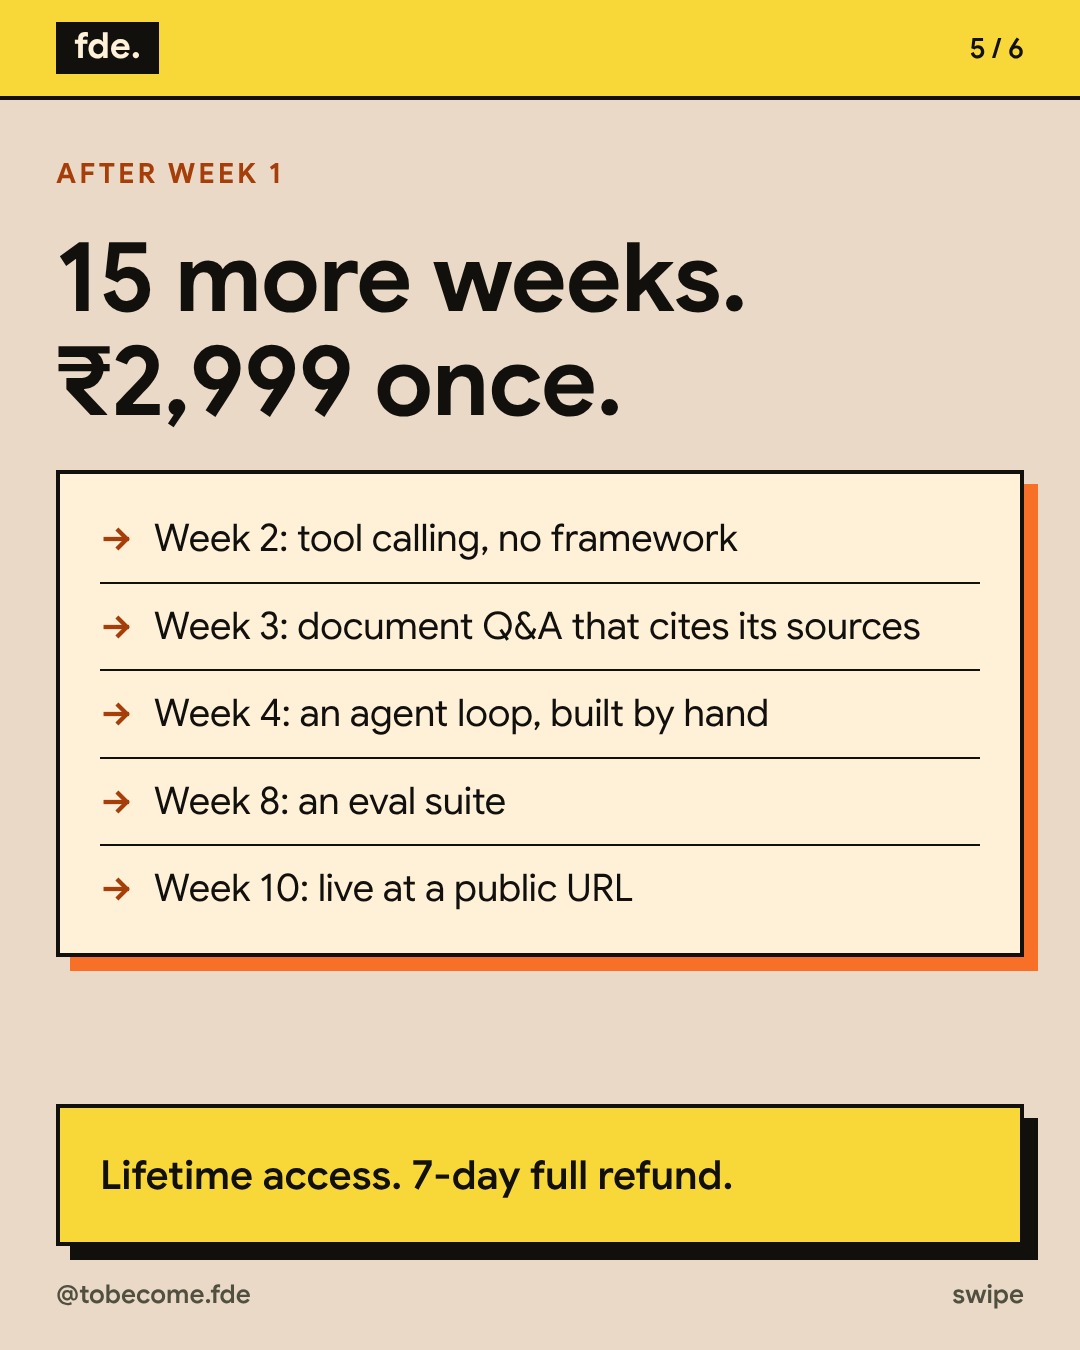 fde.
5 / 6
AFTER WEEK 1
15 more weeks.
₹2,999 once.
→ Week 2: tool calling, no framework
→ Week 3: document Q&A that cites its sources
→ Week 4: an agent loop, built by hand
→ Week 8: an eval suite
→ Week 10: live at a public URL
Lifetime access. 7-day full refund.
@tobecome.fde
swipe